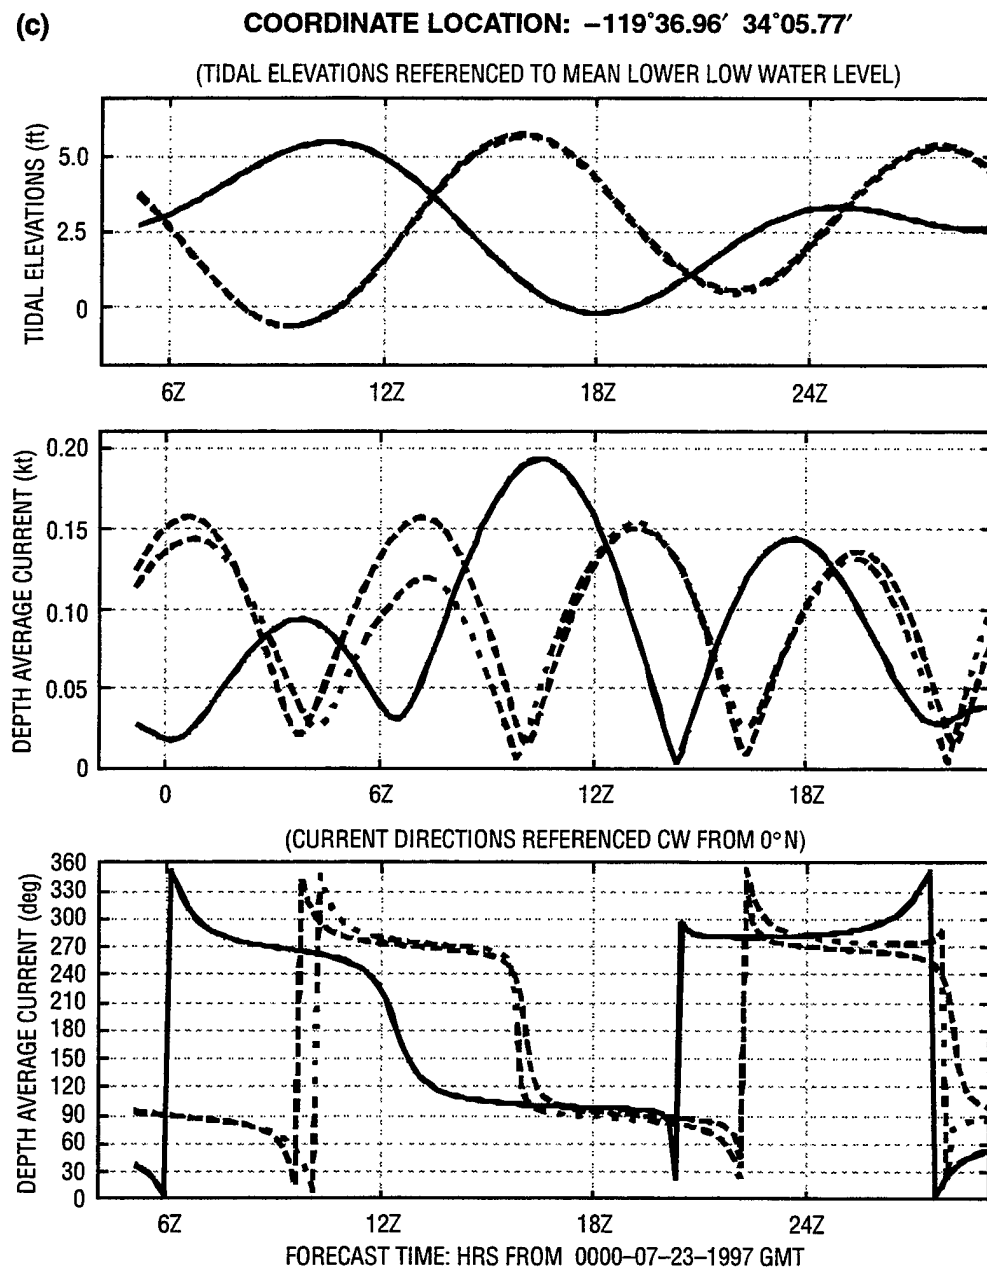 (c)
COORDINATE LOCATION: –119°36.96′ 34°05.77′
(TIDAL ELEVATIONS REFERENCED TO MEAN LOWER LOW WATER LEVEL)
TIDAL ELEVATIONS (ft)
5.0
2.5
0
6Z 12Z 18Z 24Z
DEPTH AVERAGE CURRENT (kt)
0.20
0.15
0.10
0.05
0
0 6Z 12Z 18Z
(CURRENT DIRECTIONS REFERENCED CW FROM 0° N)
DEPTH AVERAGE CURRENT (deg)
360
330
300
270
240
210
180
150
120
90
60
30
0
6Z 12Z 18Z 24Z
FORECAST TIME: HRS FROM 0000–07–23–1997 GMT